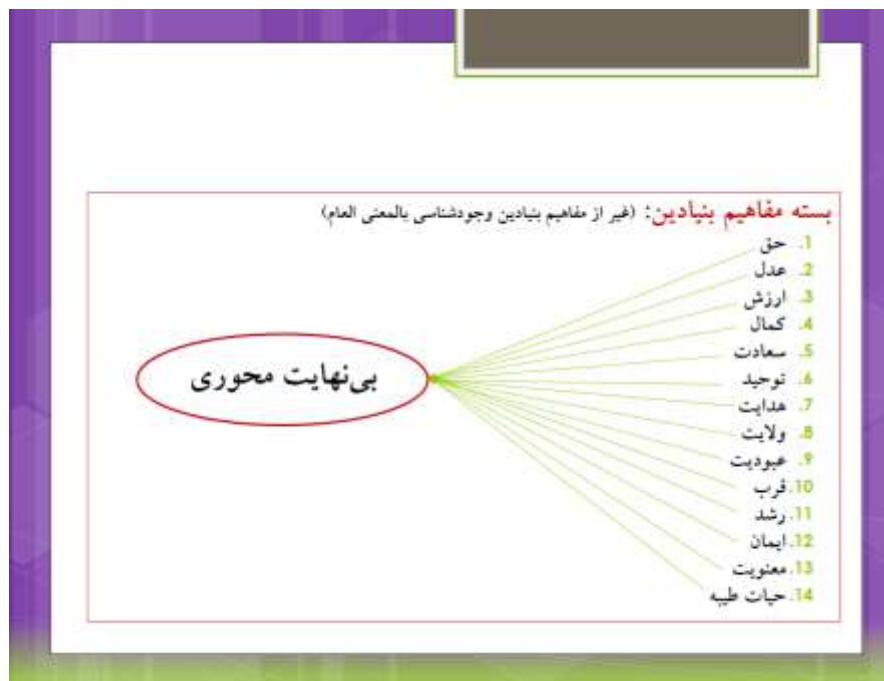 بسته مفاهیم بنیادین: (غیر از مفاهیم بنیادین وجودشناسی بالمعنی العام)
1. حق
2. عدل
3. ارزش
4. کمال
5. سعادت
6. توحید
7. هدایت
8. ولایت
9. عبودیت
10. قرب
11. رشد
12. ایمان
13. معنویت
14. حیات طیبه
بی‌نهایت محوری